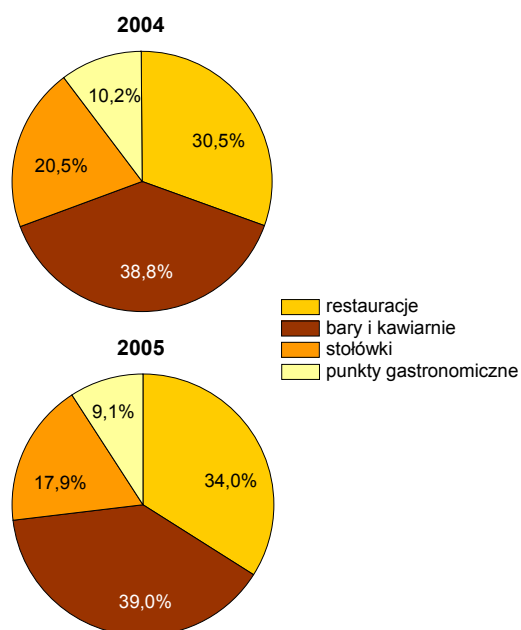 2004
10,2%
30,5%
20,5%
38,8%
restauracje
bary i kawiarnie
stołówki
punkty gastronomiczne
2005
9,1%
34,0%
17,9%
39,0%